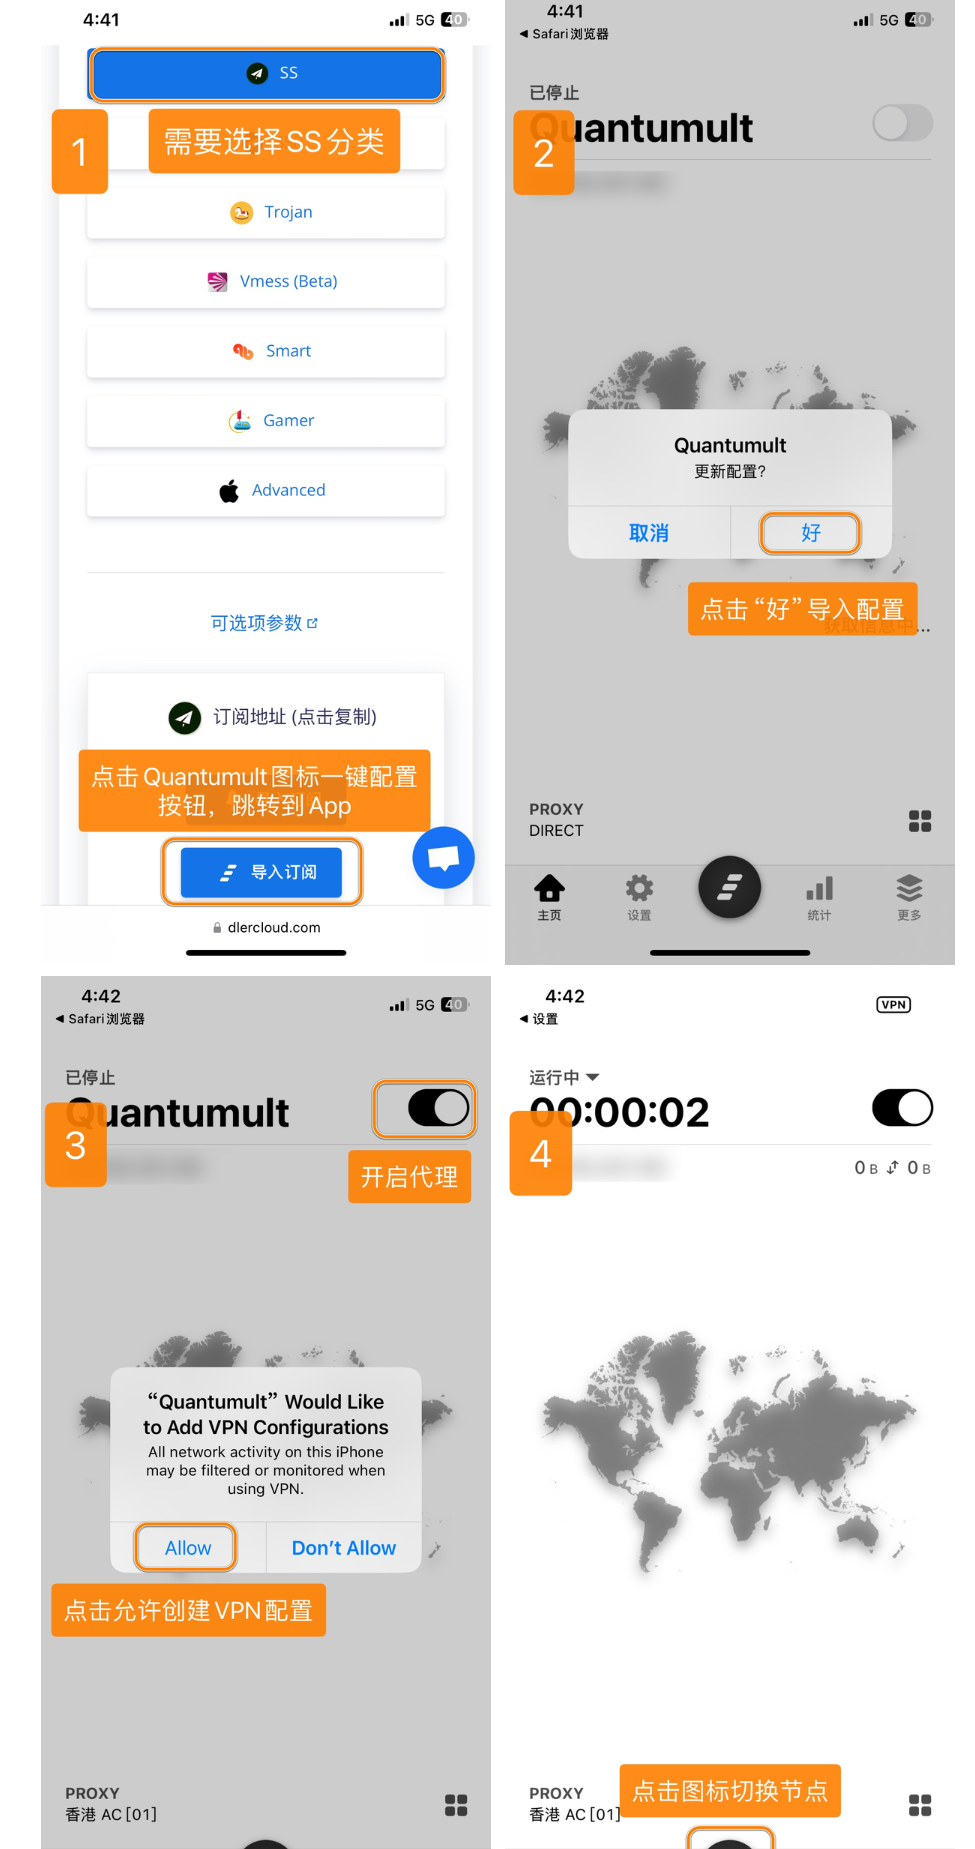 4:41
5G 40
SS
1
需要选择SS分类
Trojan
Vmess (Beta)
Smart
Gamer
Advanced
可选项参数
订阅地址 (点击复制)
点击Quantumult图标一键配置
按钮，跳转到App
导入订阅
dlercloud.com
4:41
5G 40
Safari浏览器
已停止
Quantumult
2
Quantumult
更新配置?
取消
好
点击“好”导入配置
获取信息中...
PROXY
DIRECT
主页
设置
统计
更多
4:42
5G 40
Safari浏览器
已停止
Quantumult
3
开启代理
“Quantumult” Would Like
to Add VPN Configurations
All network activity on this iPhone
may be filtered or monitored when
using VPN.
Allow
Don’t Allow
点击允许创建VPN配置
PROXY
香港 AC [01]
4:42
VPN
设置
运行中
00:00:02
4
0 B 0 B
点击图标切换节点
PROXY
香港 AC [01]